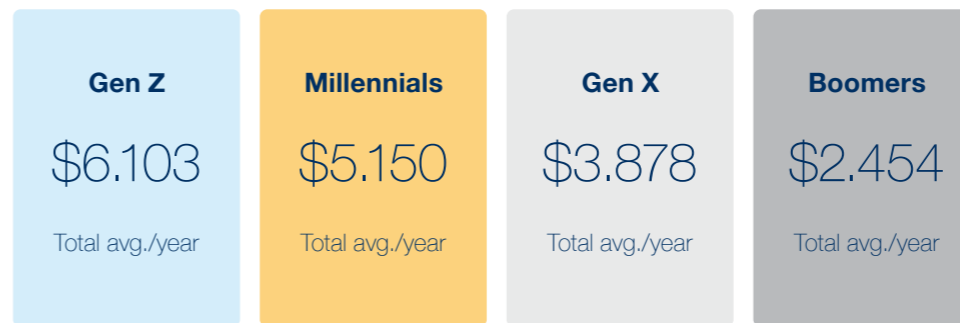 Gen Z
$6.103
Total avg./year
Millennials
$5.150
Total avg./year
Gen X
$3.878
Total avg./year
Boomers
$2.454
Total avg./year